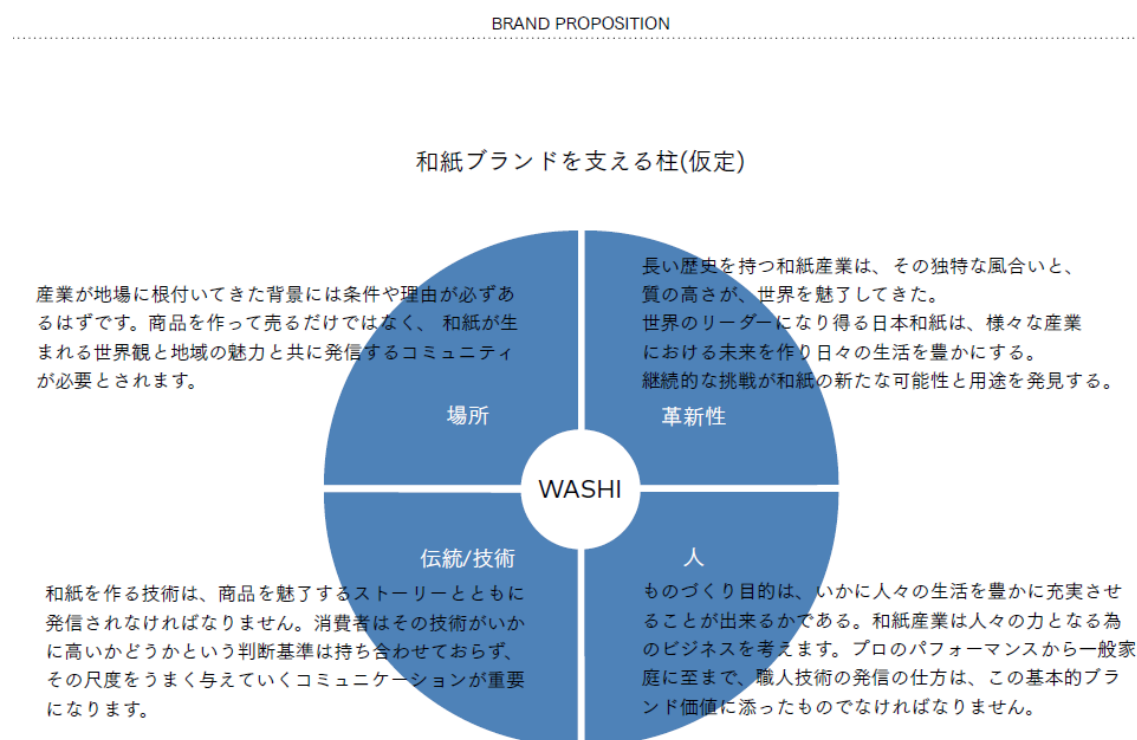 BRAND PROPOSITION
和紙ブランドを支える柱(仮定)
産業が地場に根付いてきた背景には条件や理由が必ずあ
るはずです。商品を作って売るだけではなく、 和紙が生
まれる世界観と地域の魅力と共に発信するコミュニティ
が必要とされます。
場所
長い歴史を持つ和紙産業は、その独特な風合いと、
質の高さが、世界を魅了してきた。
世界のリーダーになり得る日本和紙は、様々な産業
における未来を作り日々の生活を豊かにする。
継続的な挑戦が和紙の新たな可能性と用途を発見する。
革新性
WASHI
伝統/技術
和紙を作る技術は、商品を魅了するストーリーとともに
発信されなければなりません。消費者はその技術がいか
に高いかどうかという判断基準は持ち合わせておらず、
その尺度をうまく与えていくコミュニケーションが重要
になります。
人
ものづくり目的は、いかに人々の生活を豊かに充実させ
ることが出来るかである。和紙産業は人々の力となる為
のビジネスを考えます。プロのパフォーマンスから一般家
庭に至まで、職人技術の発信の仕方は、この基本的ブラ
ンド価値に添ったものでなければなりません。